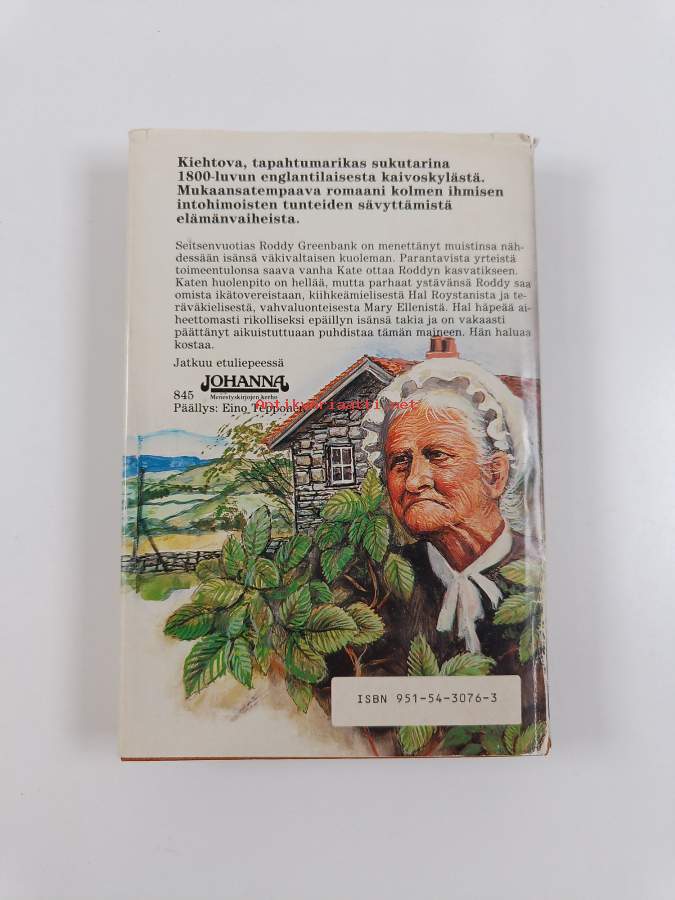 Kiehtova, tapahtumarikas sukutarina
1800-luvun englantilaisesta kaivoskylästä.
Mukaansatempaava romaani kolmen ihmisen
intohimoisten tunteiden sävyttämistä
elämänvaiheista.
Seitsenvuotias Roddy Greenbank on menettänyt muistinsa näh-
dessään isänsä väkivaltaisen kuoleman. Parantavista yrteistä
toimeentulonsa saava vanha Kate ottaa Roddyn kasvatikseen.
Katen huolenpito on hellää, mutta parhaat ystävänsä Roddy saa
omista ikätovereistaan, kiihkeämielisestä Hal Roystanista ja te-
räväkielisestä, vahvaluonteisesta Mary Ellenistä. Hal häpeää ai-
heettomasti rikolliseksi epäillyn isänsä takia ja on vakaasti
päättänyt aikuistuttuaan puhdistaa tämän maineen. Hän haluaa
kostaa.
Jatkuu etuliepeessä
JOHANNA
Menestyskirjojen kerho
845
Antikvariaatti.net
Päällys: Eino Tepponen
ISBN 951-54-3076-3